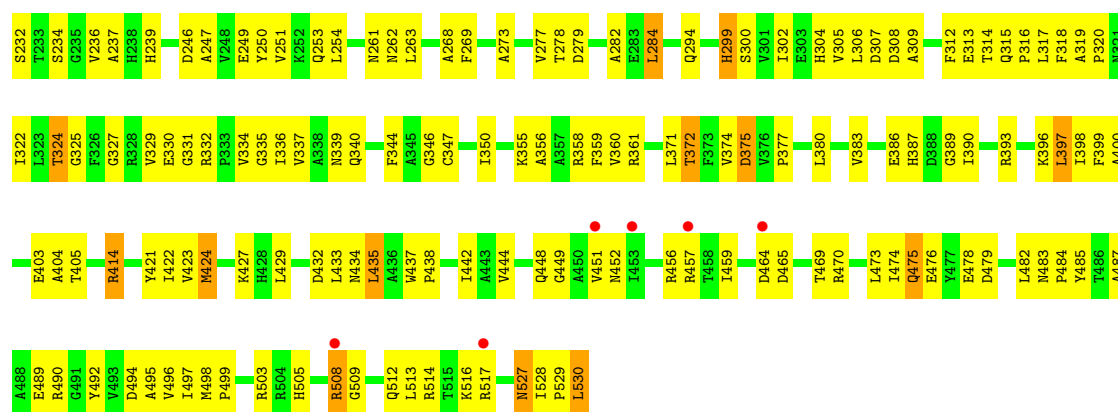 S232 T233 S234 G235 V236 A237 H238 H239 D246 A247 V248 E249 Y250 V251 K252 Q253 L254 N261 N262 L263 A268 F269 A273 V277 T278 D279 A282 E283 L284 Q294 H299 S300 V301 I302 E303 H304 V305 L306 D307 D308 A309 F312 E313 T314 Q315 P316 L317 F318 A319 P320 N321
I322 L323 T324 G325 F326 G327 R328 V329 E330 G331 R332 P333 V334 G335 I336 V337 A338 N339 Q340 F344 A345 G346 C347 I350 K355 A356 A357 R358 F359 V360 R361 L371 T372 F373 V374 D375 V376 P377 L380 V383 E386 H387 D388 G389 I390 R393 K396 L397 I398 F399 A400
E403 A404 T405 R414 Y421 I422 V423 M424 K427 H428 L429 D432 L433 N434 L435 A436 W437 P438 I442 A443 V444 Q448 G449 A450 V451 N452 I453 R456 R457 T458 I459 D464 D465 T469 R470 L473 I474 Q475 E476 Y477 E478 D479 L482 N483 P484 Y485 T486 A487
A488 E489 R490 G491 Y492 V493 D494 A495 V496 I497 M498 P499 R503 R504 H505 R508 G509 Q512 L513 R514 T515 K516 R517 N527 I528 P529 L530